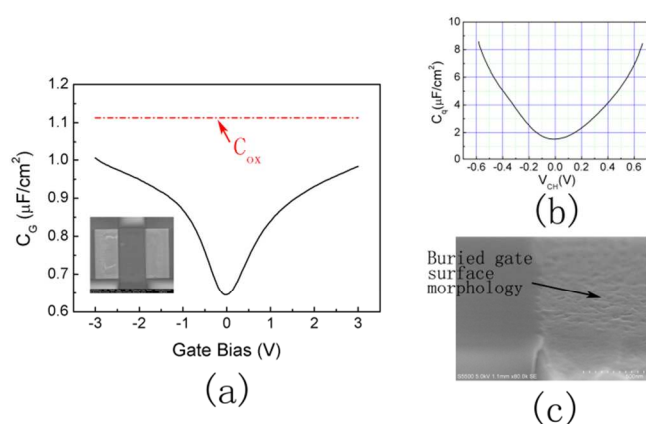 1.2
1.1
1.0
0.9
0.8
0.7
0.6
C_G (μF/cm²)
C_ox
-3 -2 -1 0 1 2 3
Gate Bias (V)
(a)
10
8
6
4
2
0
C_q(μF/cm²)
-0.6 -0.4 -0.2 0.0 0.2 0.4 0.6
V_CH(V)
(b)
Buried gate
surface
morphology
(c)